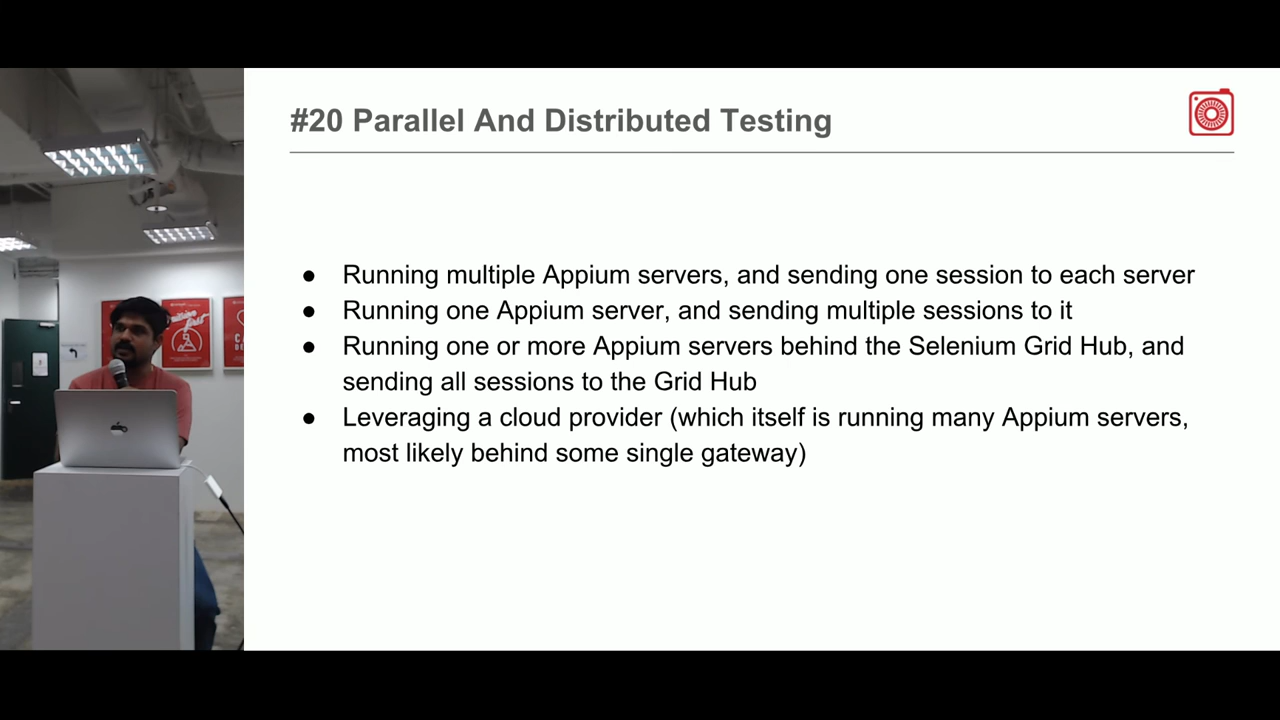 #20 Parallel And Distributed Testing
● Running multiple Appium servers, and sending one session to each server
● Running one Appium server, and sending multiple sessions to it
● Running one or more Appium servers behind the Selenium Grid Hub, and
sending all sessions to the Grid Hub
● Leveraging a cloud provider (which itself is running many Appium servers,
most likely behind some single gateway)